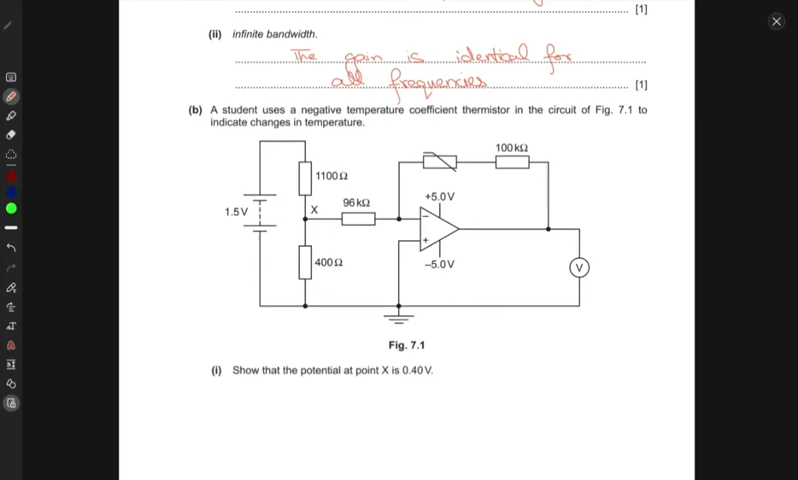 [1]
(ii) infinite bandwidth.
The gain is identical for
all frequencies [1]
(b) A student uses a negative temperature coefficient thermistor in the circuit of Fig. 7.1 to
indicate changes in temperature.
100 kΩ
1100 Ω
+5.0 V
96 kΩ
X
1.5 V
−
+
400 Ω
−5.0 V
V
Fig. 7.1
(i) Show that the potential at point X is 0.40 V.